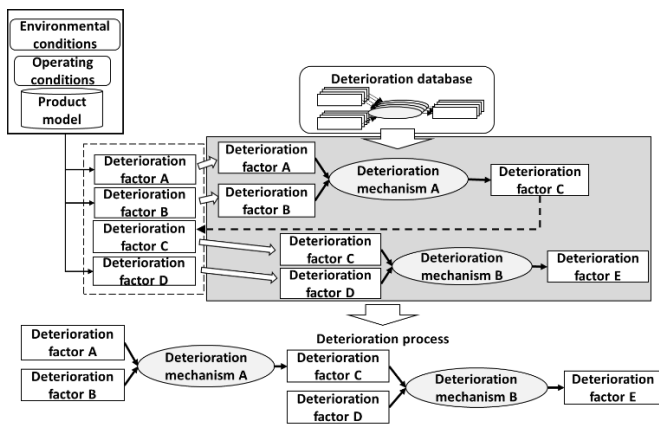 Environmental
conditions
Operating
conditions
Product
model
Deterioration database
Deterioration
factor A
Deterioration
factor B
Deterioration
factor C
Deterioration
factor D
Deterioration
factor A
Deterioration
factor B
Deterioration
mechanism A
Deterioration
factor C
Deterioration
factor C
Deterioration
factor D
Deterioration
mechanism B
Deterioration
factor E
Deterioration process
Deterioration
factor A
Deterioration
factor B
Deterioration
mechanism A
Deterioration
factor C
Deterioration
factor D
Deterioration
mechanism B
Deterioration
factor E